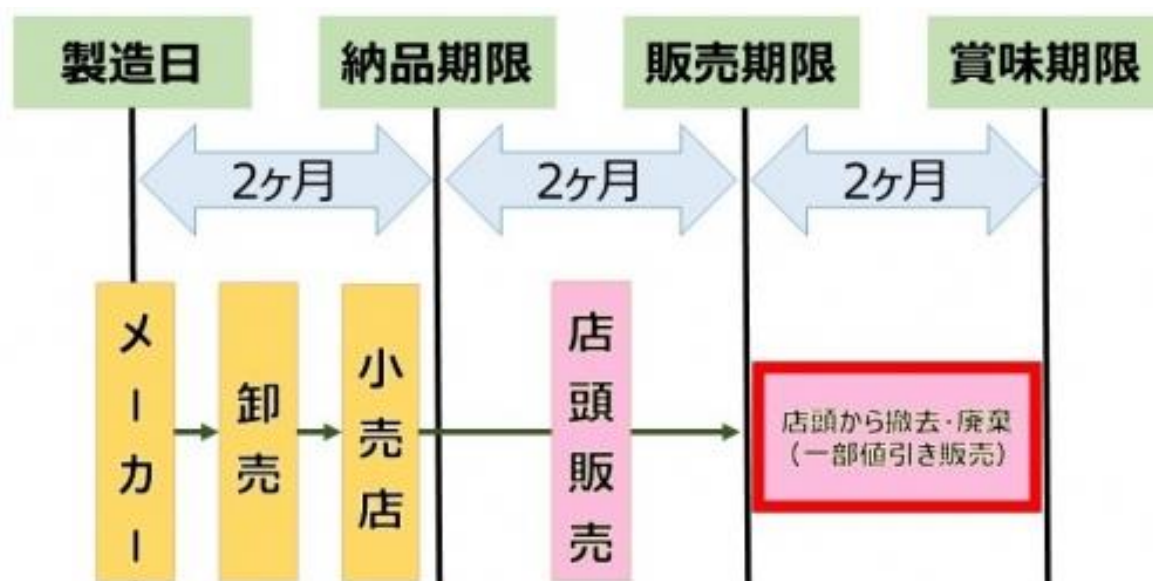 製造日
納品期限
販売期限
賞味期限
2ヶ月
2ヶ月
2ヶ月
メーカー
卸売
小売店
店頭販売
店頭から撤去・廃棄
(一部値引き販売)